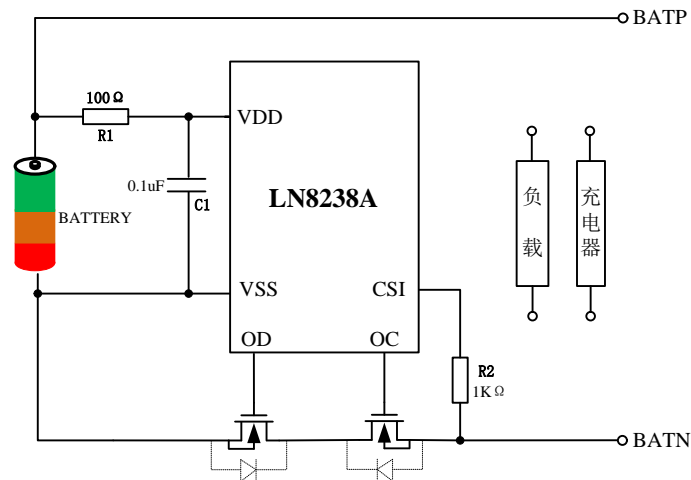 BATP
100Ω
R1
VDD
0.1uF
C1
LN8238A
BATTERY
负载
充电器
VSS
CSI
OD
OC
R2
1KΩ
BATN